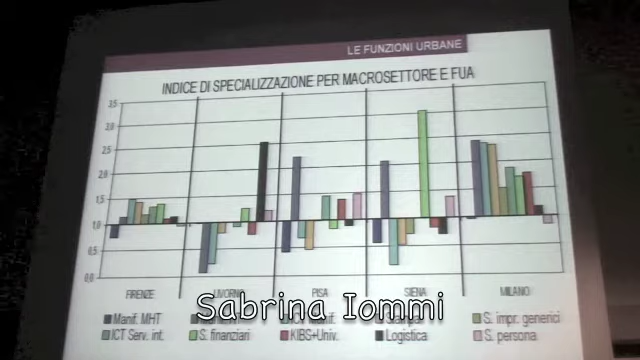 LE FUNZIONI URBANE
INDICE DI SPECIALIZZAZIONE PER MACROSETTORE E FUA
3,5
3,0
2,5
2,0
1,5
1,0
0,5
0,0
FIRENZE LIVORNO PISA SIENA MILANO
Sabrina Iommi
Manif. MHT S. impr. generici
ICT Serv. int. S. finanziari KIBS+Univ. Logistica S. persona